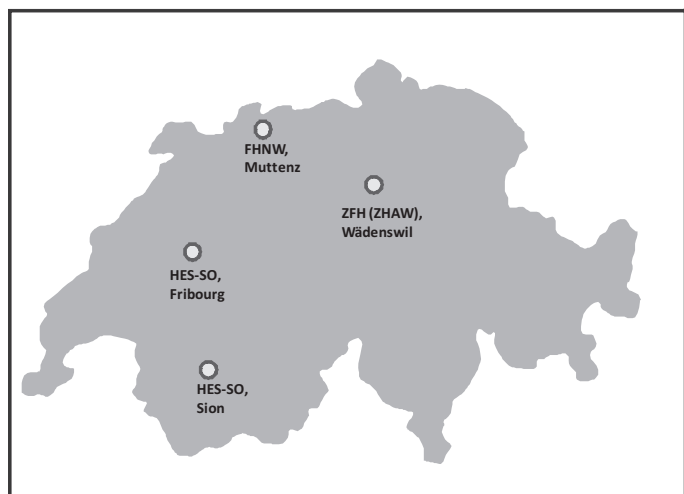 FHNW,
Muttenz
ZFH (ZHAW),
Wädenswil
HES-SO,
Fribourg
HES-SO,
Sion